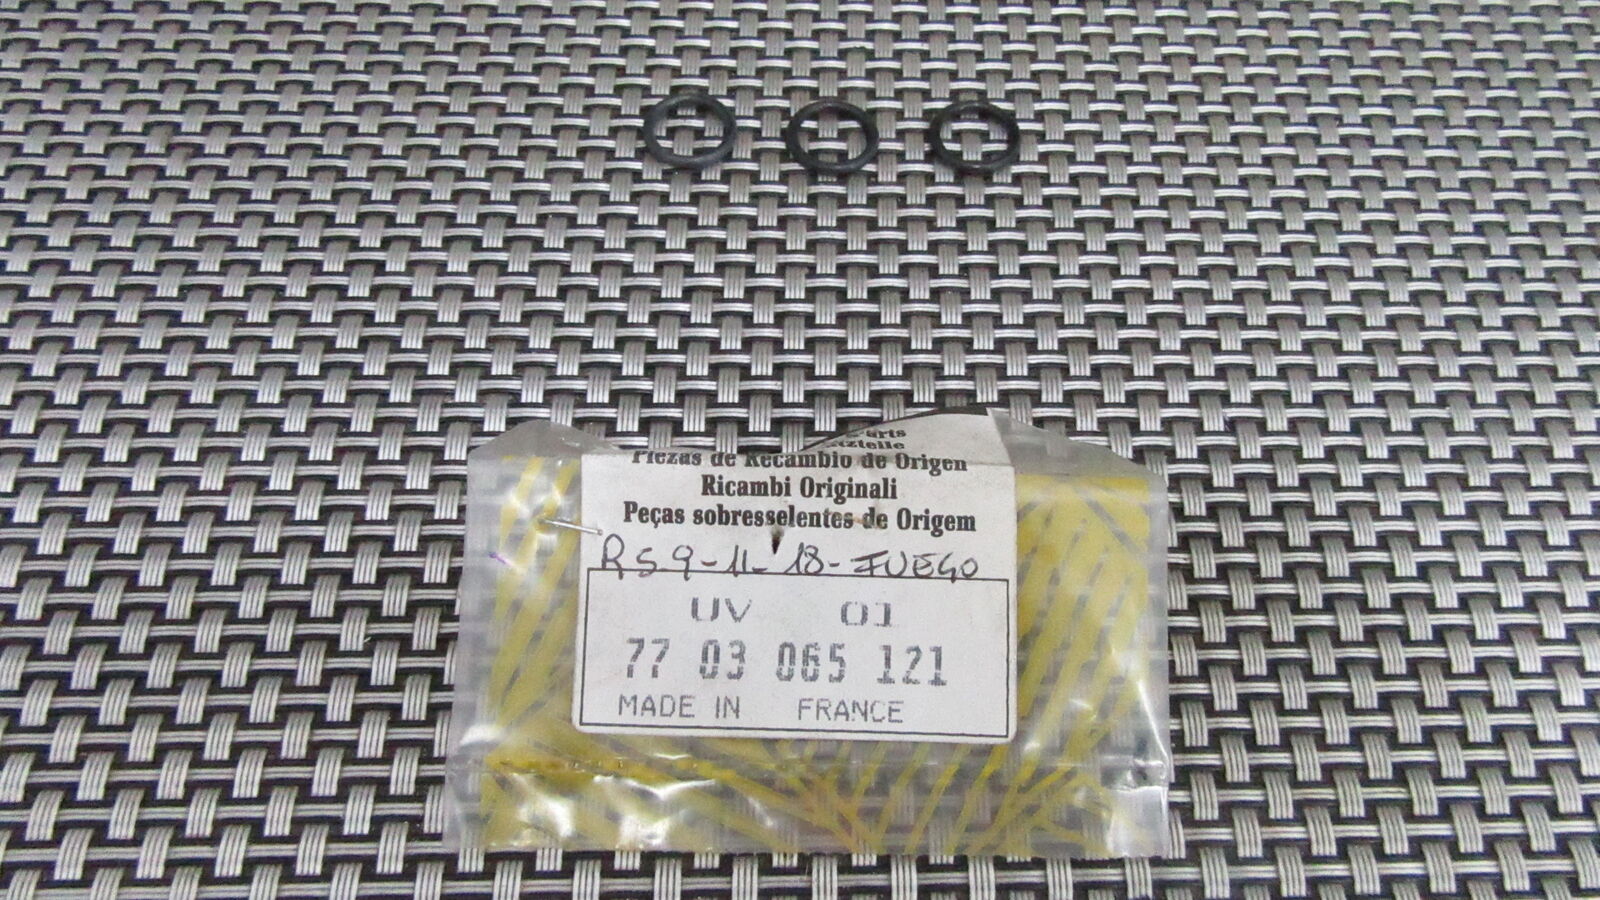 Piezas de Recambio de Origen
Ricambi Originali
Peças sobresselentes de Origem
R5 9-11-18-FUEGO
UV 01
77 03 065 121
MADE IN FRANCE